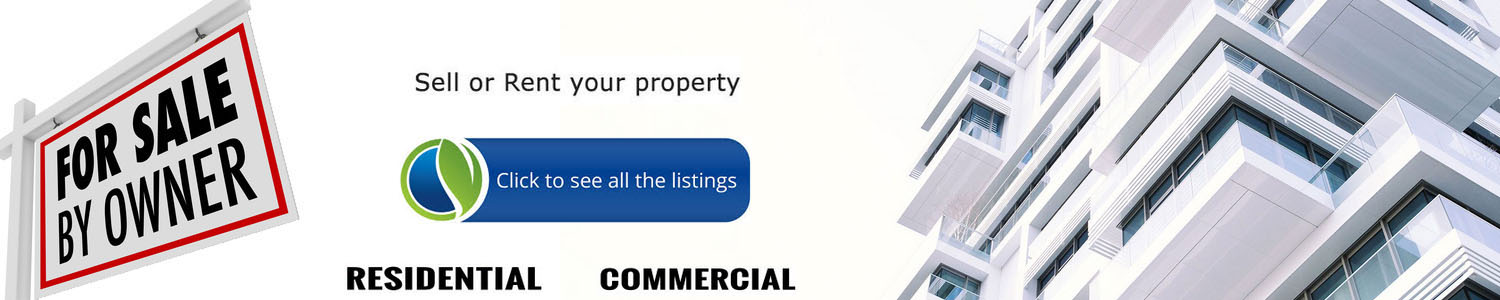 FOR SALE
BY OWNER
Sell or Rent your property
Click to see all the listings
RESIDENTIAL
COMMERCIAL